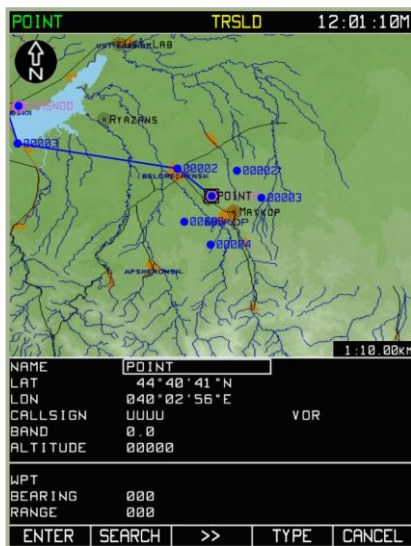 POINT TRSLD 12:01:10M
LAB
N
RYAZANS
00003
00002
00002
BELORECHENSK
POINT
00003
MAYKOP
00004
APSHERONSK
1:10.00KM
NAME POINT
LAT 44°40'41"N
LON 040°02'56"E
CALLSIGN UUUU VOR
BAND 0.0
ALTITUDE 00000
WPT
BEARING 000
RANGE 000
ENTER SEARCH >> TYPE CANCEL